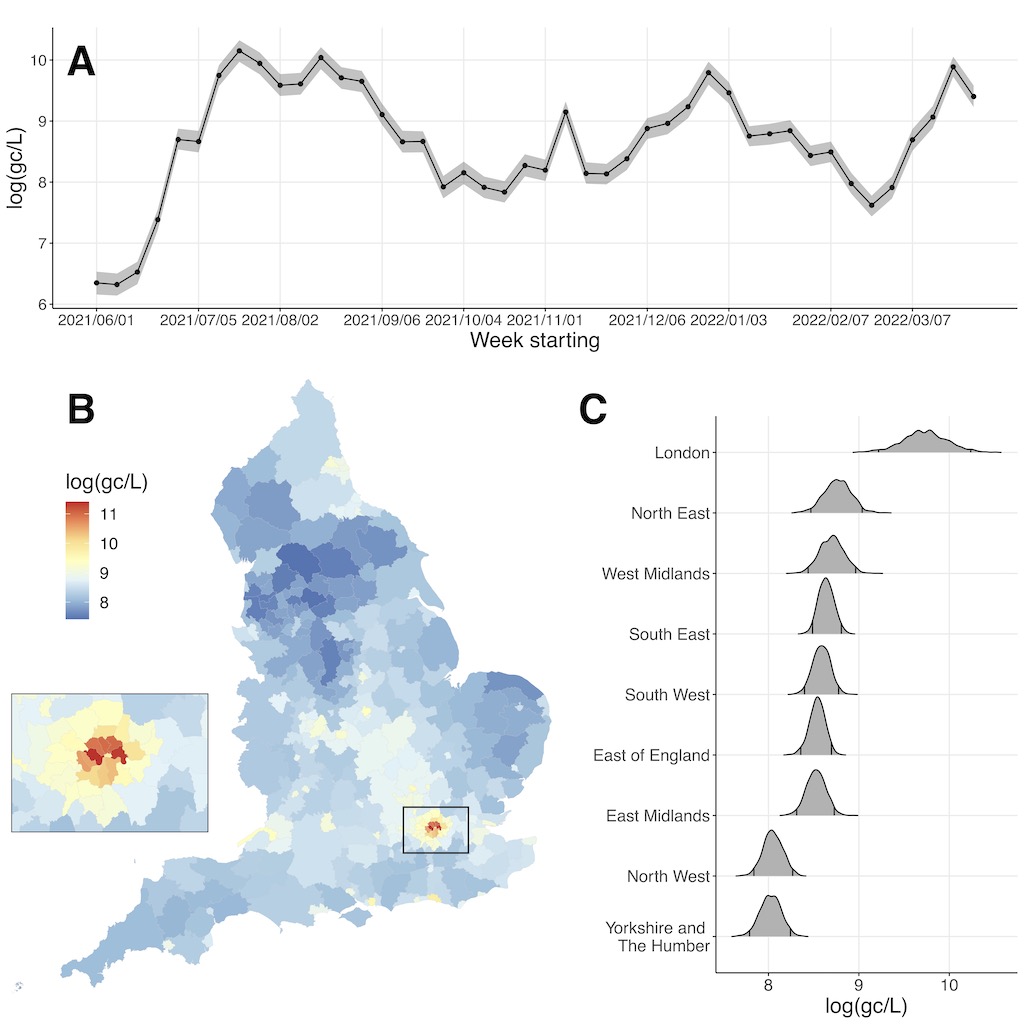 A
log(gc/L)
10
9
8
7
6
2021/06/01 2021/07/05 2021/08/02 2021/09/06 2021/10/04 2021/11/01 2021/12/06 2022/01/03 2022/02/07 2022/03/07
Week starting
B
log(gc/L)
11
10
9
8
C
London
North East
West Midlands
South East
South West
East of England
East Midlands
North West
Yorkshire and
The Humber
8 9 10
log(gc/L)